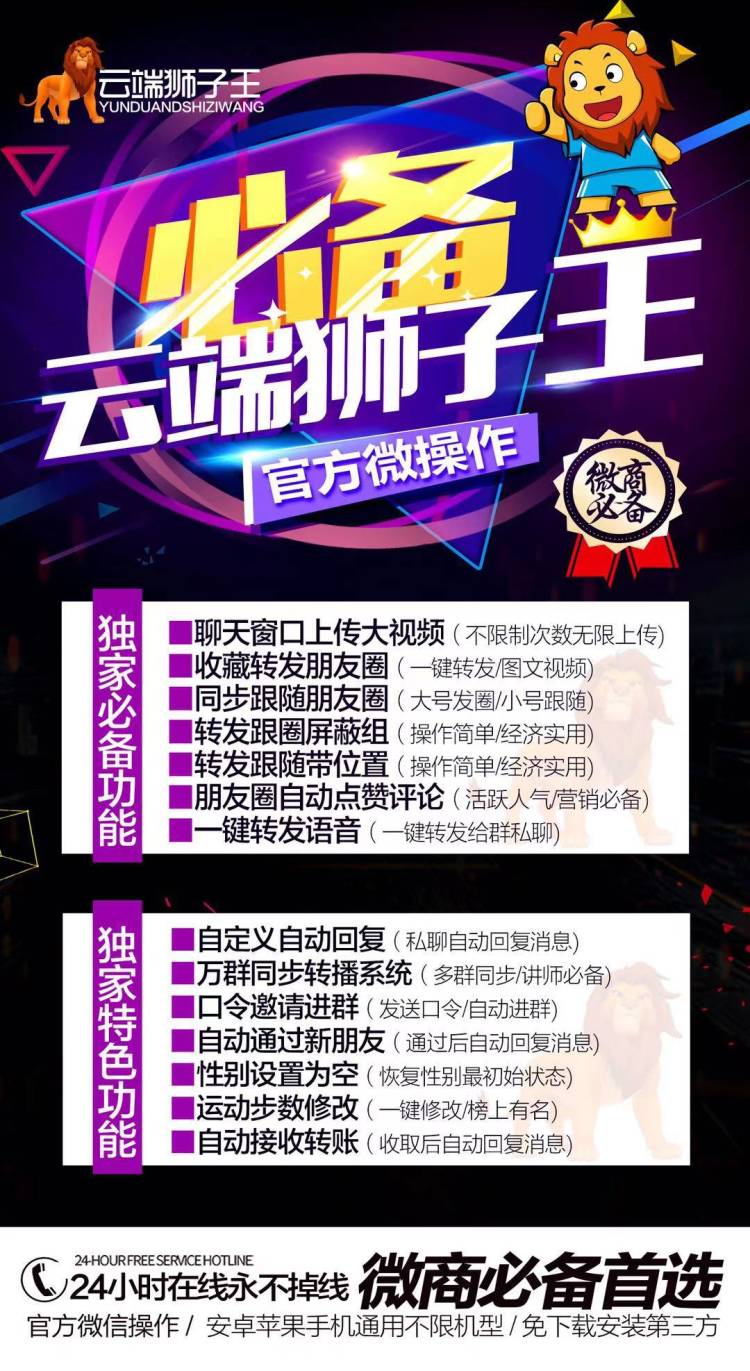 云端狮子王
YUNDUANDSHIZIWANG
必备
云端狮子王
官方微操作
微商
必备
独家必备功能
■聊天窗口上传大视频（不限制次数无限上传)
■收藏转发朋友圈（一键转发/图文视频)
■同步跟随朋友圈（大号发圈/小号跟随)
■转发跟圈屏蔽组（操作简单/经济实用)
■转发跟随带位置（操作简单/经济实用)
■朋友圈自动点赞评论（活跃人气/营销必备)
■一键转发语音（一键转发给群私聊)
独家特色功能
■自定义自动回复（私聊自动回复消息)
■万群同步转播系统（多群同步/讲师必备)
■口令邀请进群（发送口令/自动进群)
■自动通过新朋友（通过后自动回复消息)
■性别设置为空（恢复性别最初始状态)
■运动步数修改（一键修改/榜上有名)
■自动接收转账（收取后自动回复消息)
24-HOUR FREE SERVICE HOTLINE
24小时在线永不掉线
微商必备首选
官方微信操作 / 安卓苹果手机通用不限机型 / 免下载安装第三方